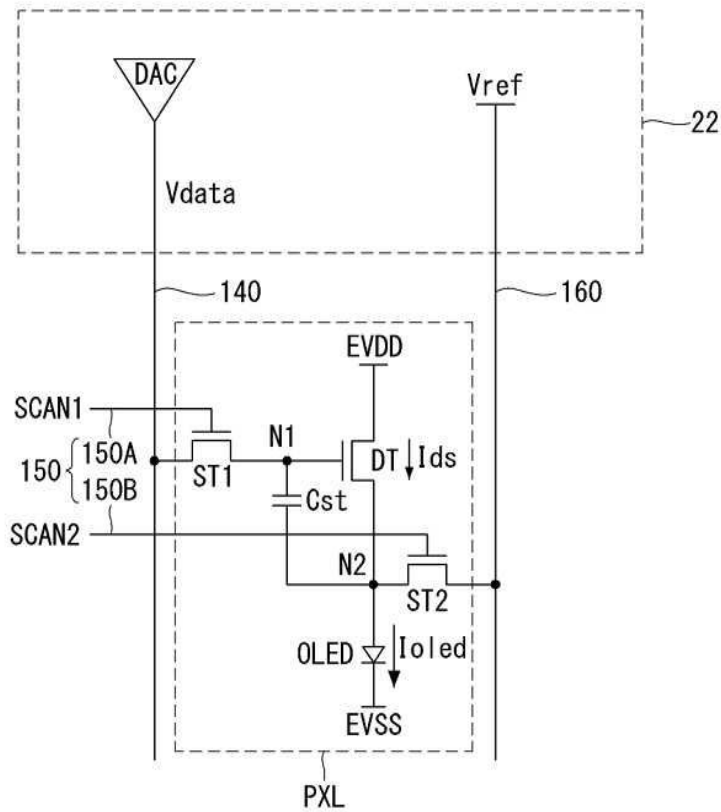 DAC
Vref
22
Vdata
140
160
EVDD
SCAN1
N1
150
150A
DT
Ids
ST1
150B
Cst
SCAN2
N2
ST2
OLED
Ioled
EVSS
PXL